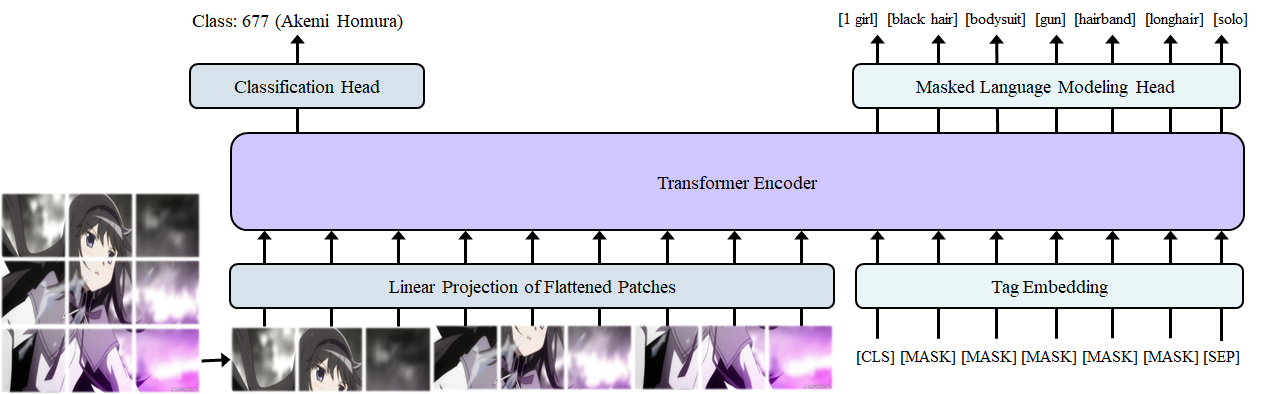 Class: 677 (Akemi Homura)
[1 girl] [black hair] [bodysuit] [gun] [hairband] [longhair] [solo]
Classification Head
Masked Language Modeling Head
Transformer Encoder
Linear Projection of Flattened Patches
Tag Embedding
[CLS] [MASK] [MASK] [MASK] [MASK] [MASK] [SEP]